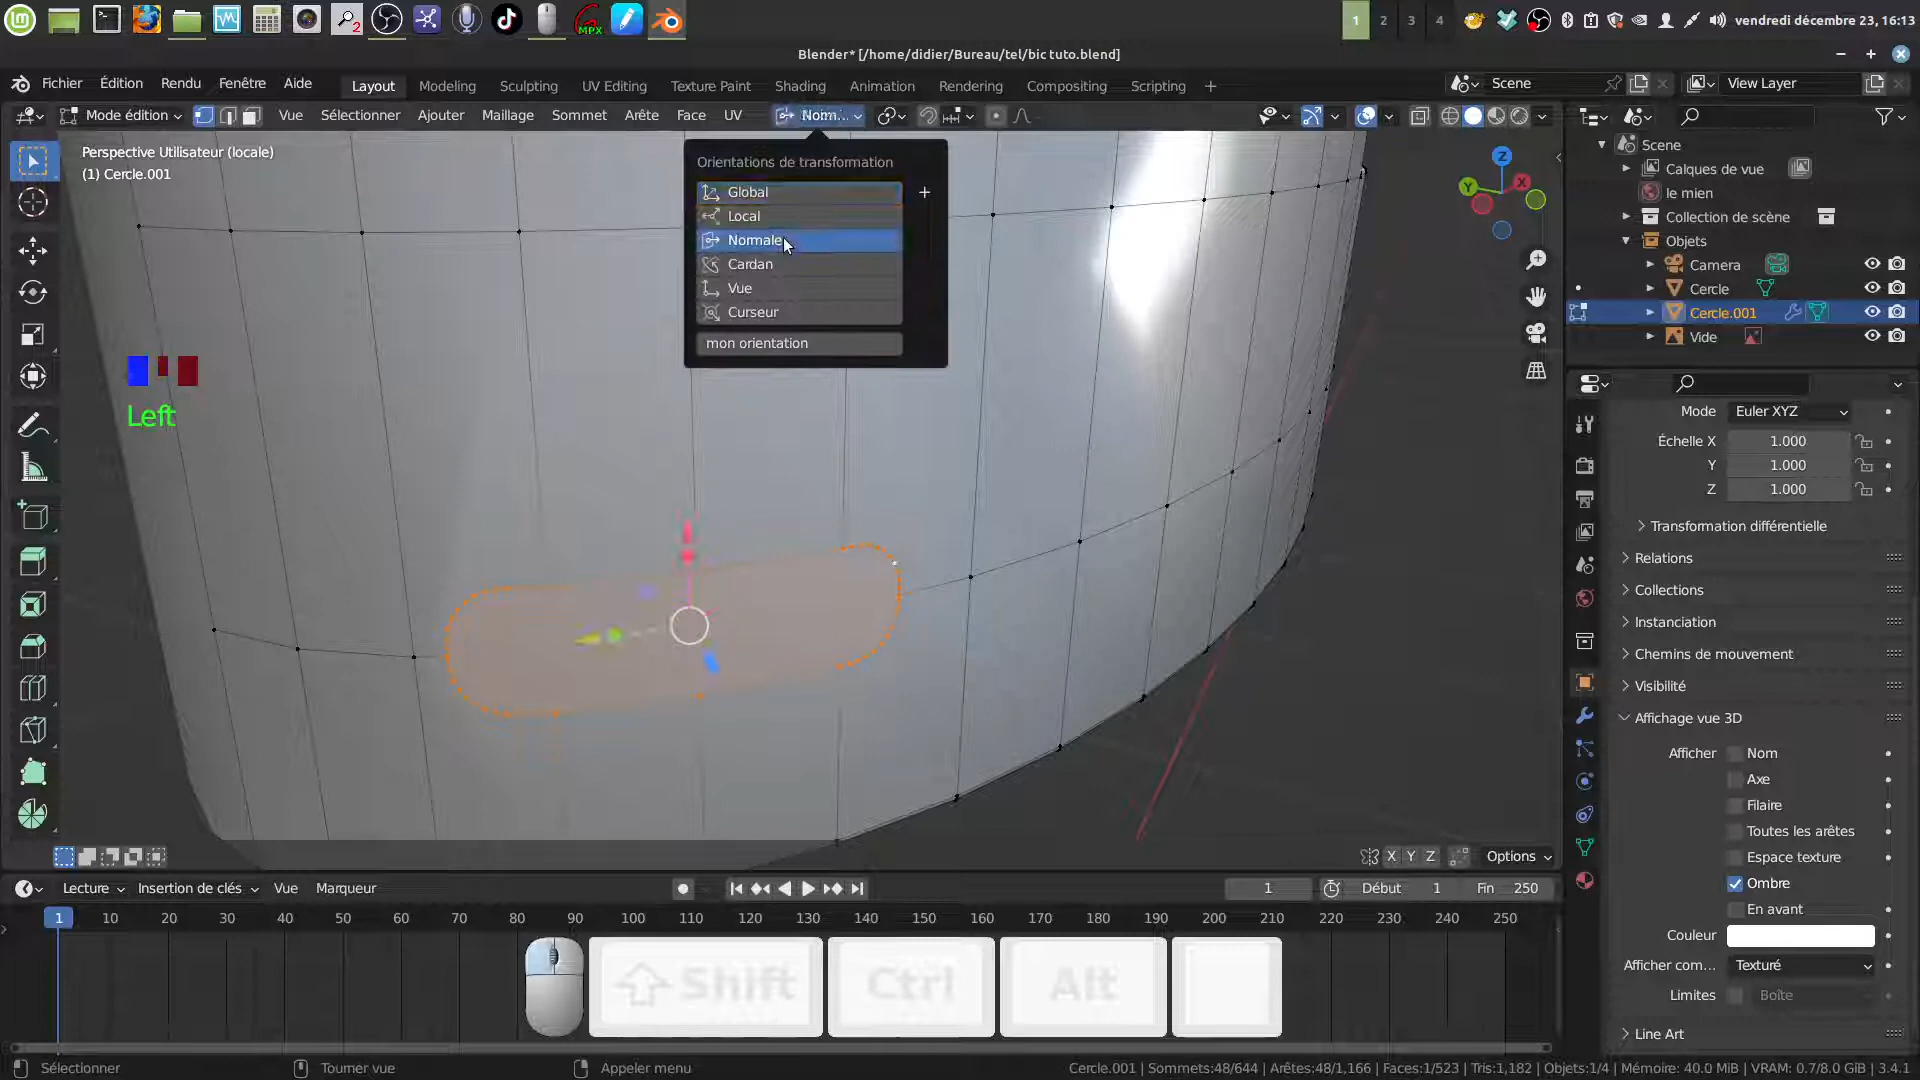 2
MPX
1 2 3 4
vendredi décembre 23, 16:13
Blender* [/home/didier/Bureau/tel/bic tuto.blend]
Fichier Édition Rendu Fenêtre Aide
Layout Modeling Sculpting UV Editing Texture Paint Shading Animation Rendering Compositing Scripting +
Scene
View Layer
Mode édition
Vue Sélectionner Ajouter Maillage Sommet Arête Face UV
Norm...
Perspective Utilisateur (locale)
(1) Cercle.001
Orientations de transformation
Global
Local
Normale
Cardan
Vue
Curseur
mon orientation
Z
Y
X
Left
Scene
Calques de vue
le mien
Collection de scène
Objets
Camera
Cercle
Cercle.001
Vide
Mode Euler XYZ
Échelle X 1.000
Y 1.000
Z 1.000
Transformation différentielle
Relations
Collections
Instanciation
Chemins de mouvement
Visibilité
Affichage vue 3D
Afficher Nom
Axe
Filaire
Toutes les arêtes
Espace texture
Ombre
En avant
Couleur
Afficher com... Texturé
Limites Boîte
Line Art
X Y Z
Options
Lecture Insertion de clés Vue Marqueur
1 Début 1 Fin 250
1 10 20 30 40 50 60 70 80 90 100 110 120 130 140 150 160 170 180 190 200 210 220 230 240 250
Shift Ctrl Alt
Sélectionner Tourner vue Appeler menu
Cercle.001 | Sommets:48/644 | Arêtes:48/1,166 | Faces:1/523 | Tris:1,182 | Objets:1/4 | Mémoire: 40.0 MiB | VRAM: 0.7/8.0 GiB | 3.4.1